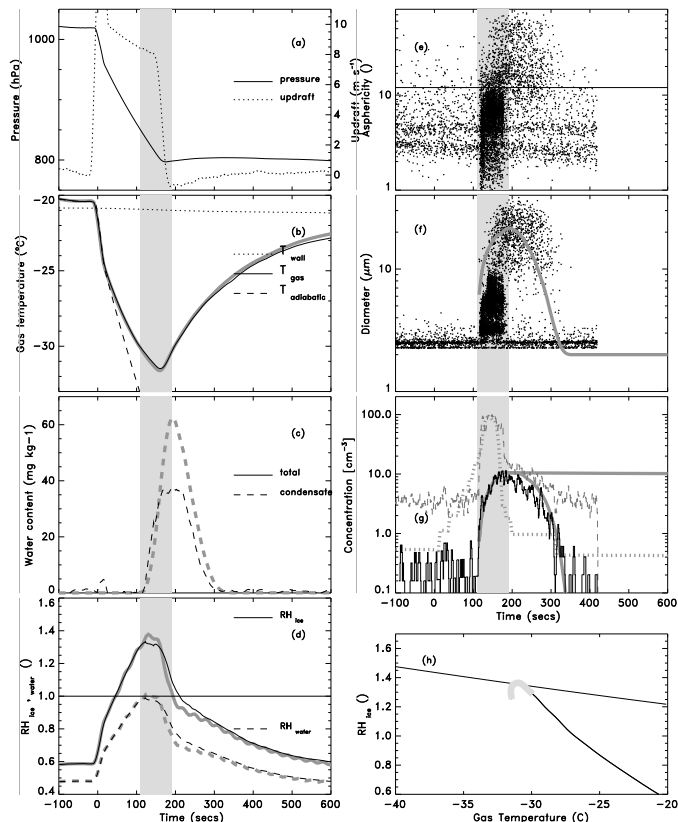 Pressure (hPa)
1000
800
(a)
pressure
updraft
10
8
6
4
2
0
Updraft (m s⁻¹)
Asphericity ()
(e)
10
1
Gas temperature (°C)
-20
-25
-30
(b)
T wall
T gas
T adiabatic
Diameter (μm)
(f)
10
1
Water content (mg kg-1)
60
40
20
0
(c)
total
condensate
Concentration [cm⁻³]
100.0
10.0
1.0
0.1
(g)
-100 0 100 200 300 400 500 600
Time (secs)
RH ice, water ()
1.6
1.4
1.2
1.0
0.8
0.6
0.4
RH ice
(d)
RH water
-100 0 100 200 300 400 500 600
Time (secs)
RH ice ()
1.6
1.4
1.2
1.0
0.8
0.6
(h)
-40 -35 -30 -25 -20
Gas Temperature (C)